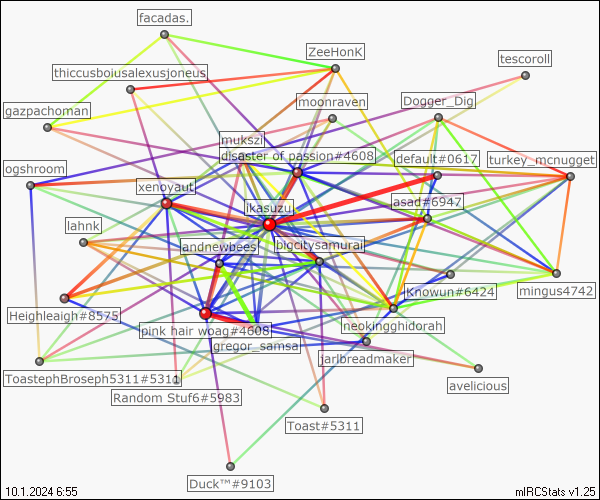 facadas.
ZeeHonK
tescoroll
thiccusboiusalexusjoneus
moonraven
Dogger_Dig
gazpachoman
mukszi
disaster of passion#4608
default#0617
turkey_mcnugget
ogshroom
xenoyaut
asad#6947
ikasuzu
lahnk
andnewbees
bigcitysamurai
IKnowun#6424
mingus4742
Heighleaigh#8575
neokingghidorah
pink hair woag#4608
gregor_samsa
jarlbreadmaker
ToastephBroseph5311#5311
avelicious
Random Stuf6#5983
Toast#5311
Duck™#9103
10.1.2024 6:55
mIRCStats v1.25